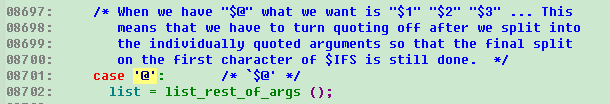 08697:     /* When we have "$@" what we want is "$1" "$2" "$3" ... This
08698:        means that we have to turn quoting off after we split into
08699:        the individually quoted arguments so that the final split
08700:        on the first character of $IFS is still done.  */
08701:     case '@':       /* `$@' */
08702:       list = list_rest_of_args ();